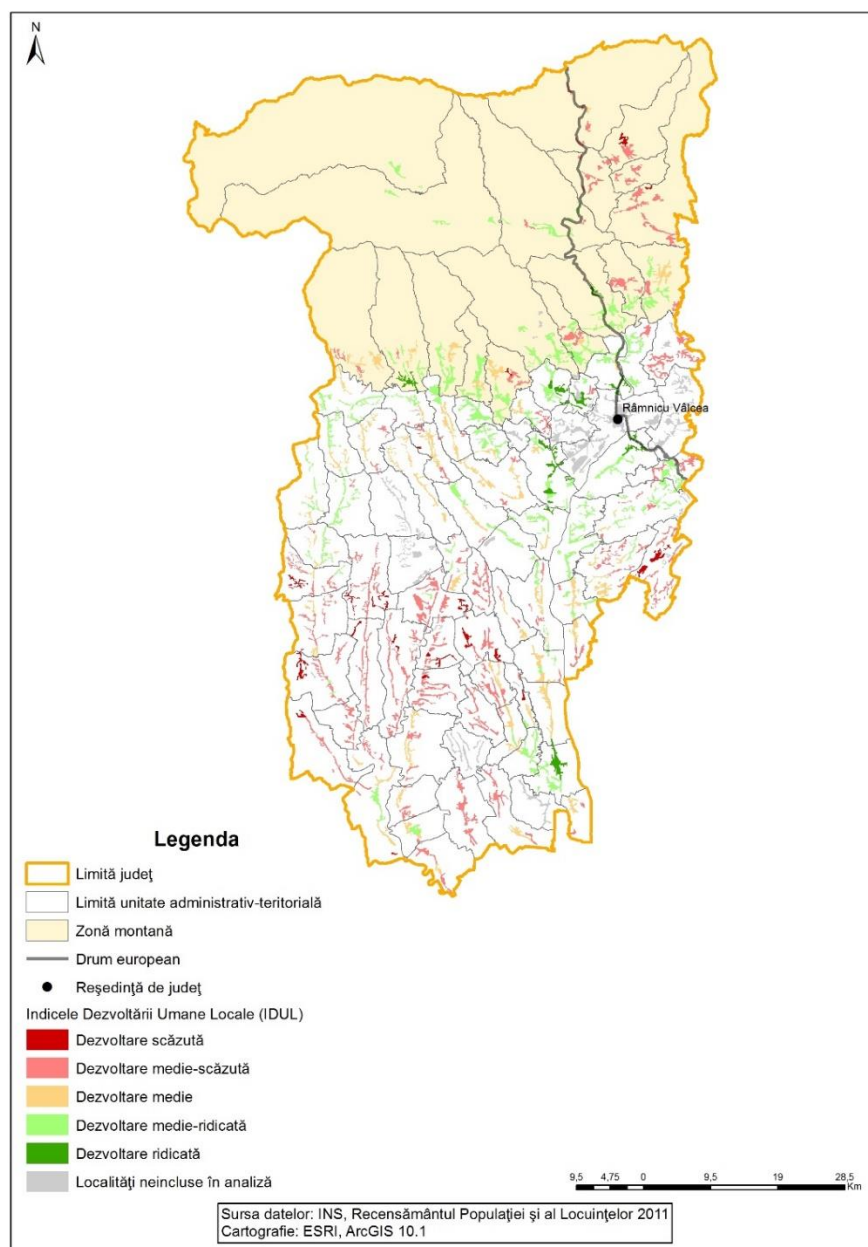 N
Râmnicu Vâlcea
Legenda
Limită judeţ
Limită unitate administrativ-teritorială
Zonă montană
Drum european
Reşedinţă de judeţ
Indicele Dezvoltării Umane Locale (IDUL)
Dezvoltare scăzută
Dezvoltare medie-scăzută
Dezvoltare medie
Dezvoltare medie-ridicată
Dezvoltare ridicată
Localităţi neincluse în analiză
9,5 4,75 0 9,5 19 28,5
Km
Sursa datelor: INS, Recensământul Populaţiei şi al Locuinţelor 2011
Cartografie: ESRI, ArcGIS 10.1